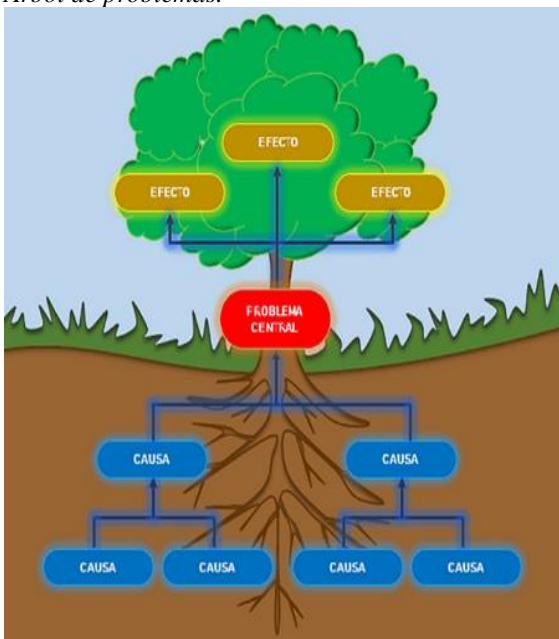 Árbol de problemas.
EFECTO
EFECTO
EFECTO
PROBLEMA
CENTRAL
CAUSA
CAUSA
CAUSA
CAUSA
CAUSA
CAUSA